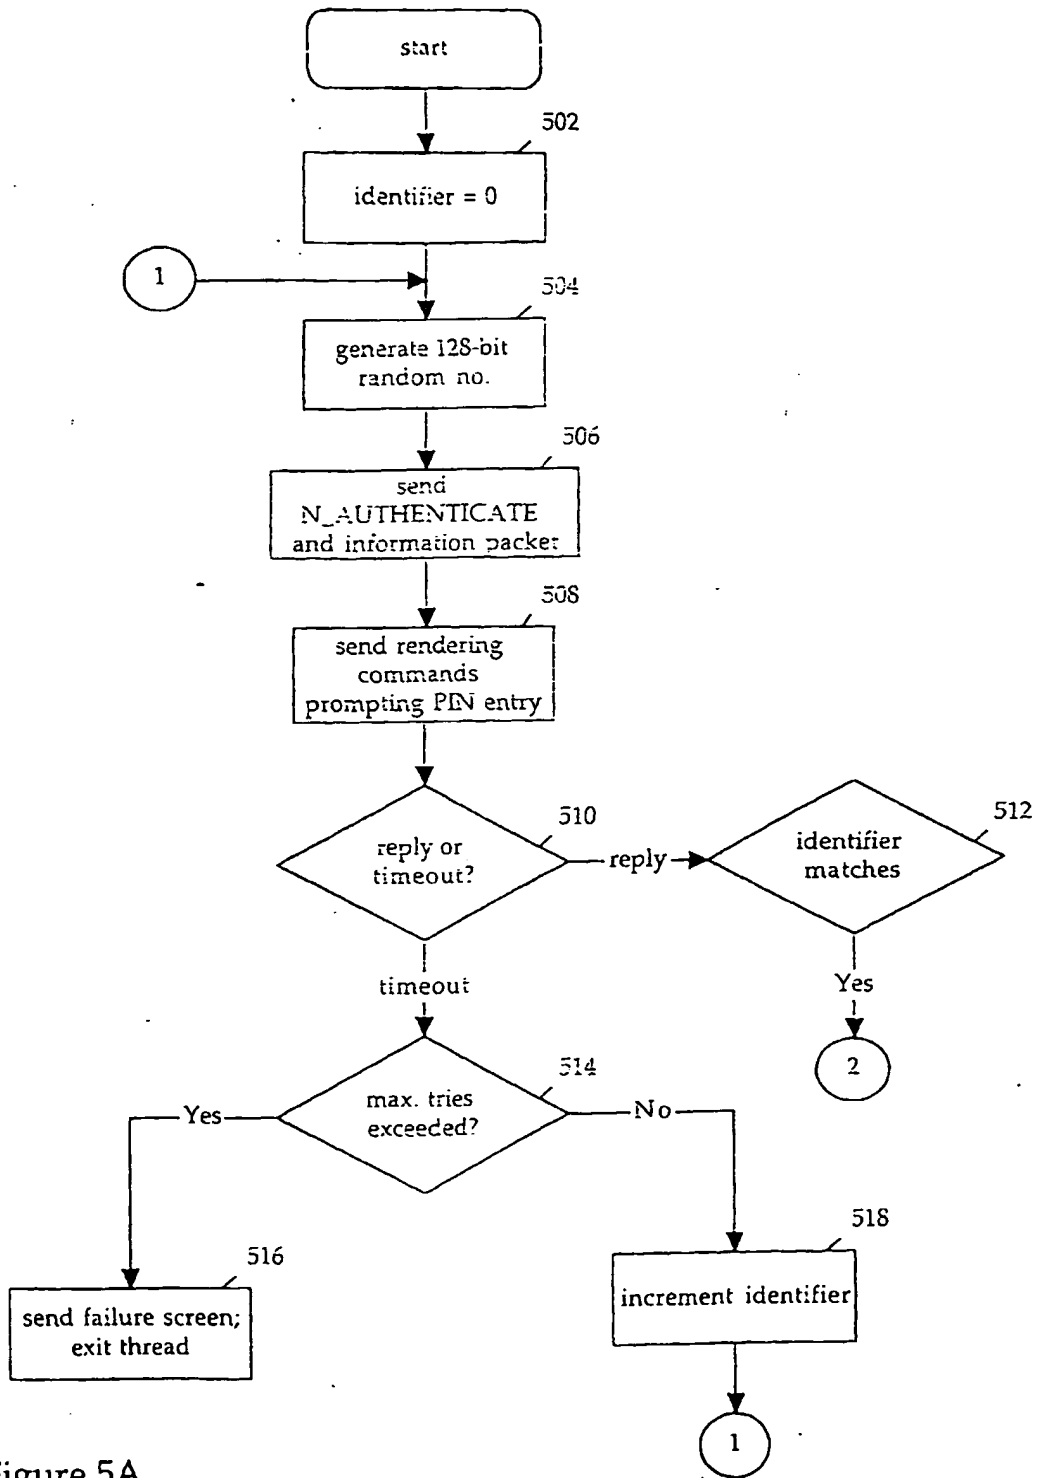 start
502
identifier = 0
1
504
generate 128-bit
random no.
506
send
N_AUTHENTICATE
and information packet
508
send rendering
commands
prompting PIN entry
510
reply or
timeout?
reply
512
identifier
matches
timeout
Yes
2
514
max. tries
exceeded?
Yes
No
516
send failure screen;
exit thread
518
increment identifier
1
Figure 5A